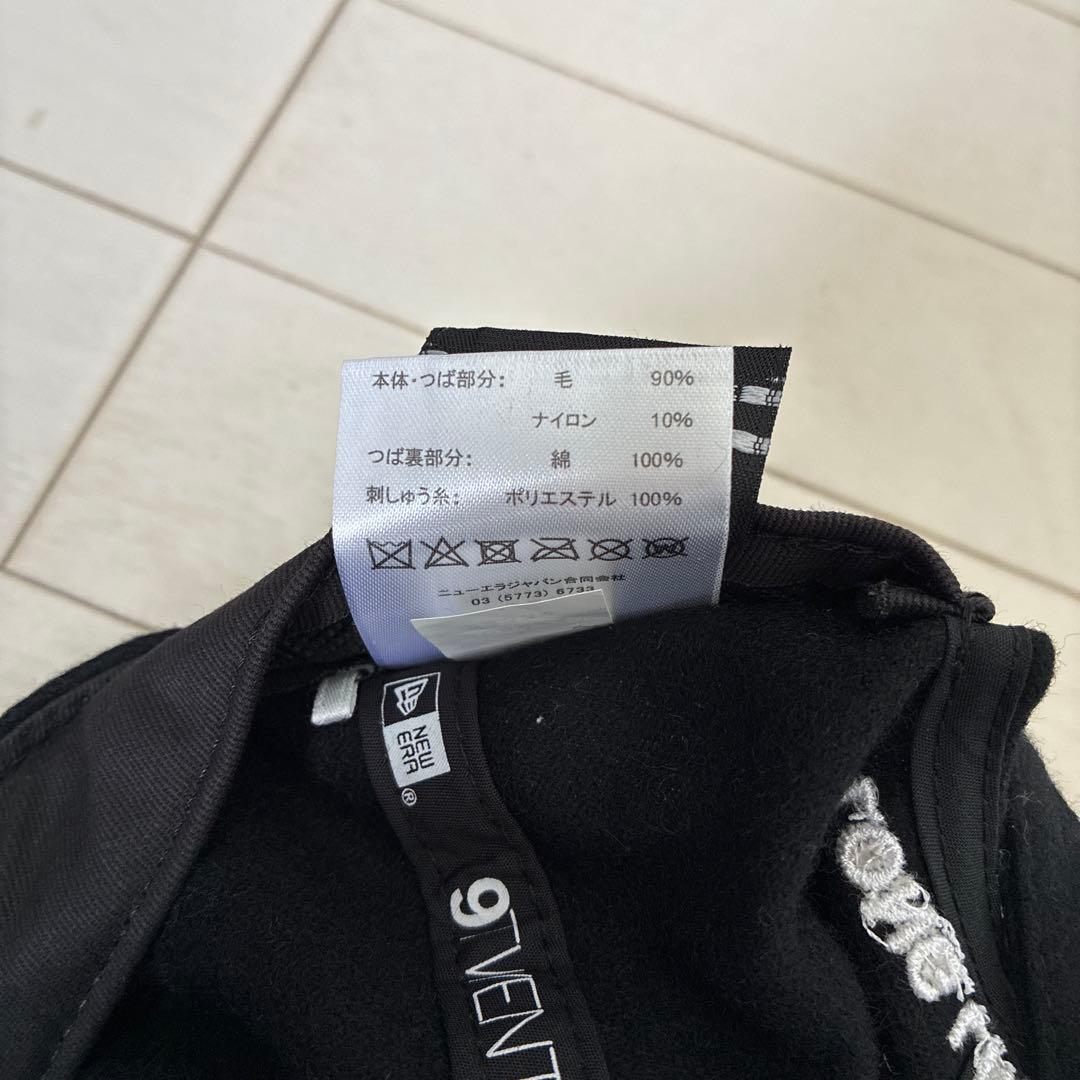 本体・つば部分: 毛 90%
ナイロン 10%
つば裏部分: 綿 100%
刺しゅう糸: ポリエステル 100%
ニューエラジャパン合同会社
03 (5773) 6733
NEW
ERA
®
9TVENT